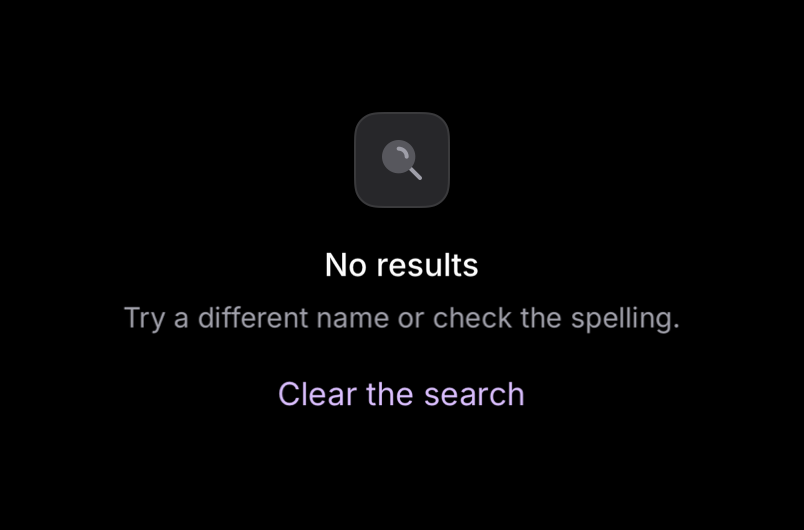 No results
Try a different name or check the spelling.
Clear the search